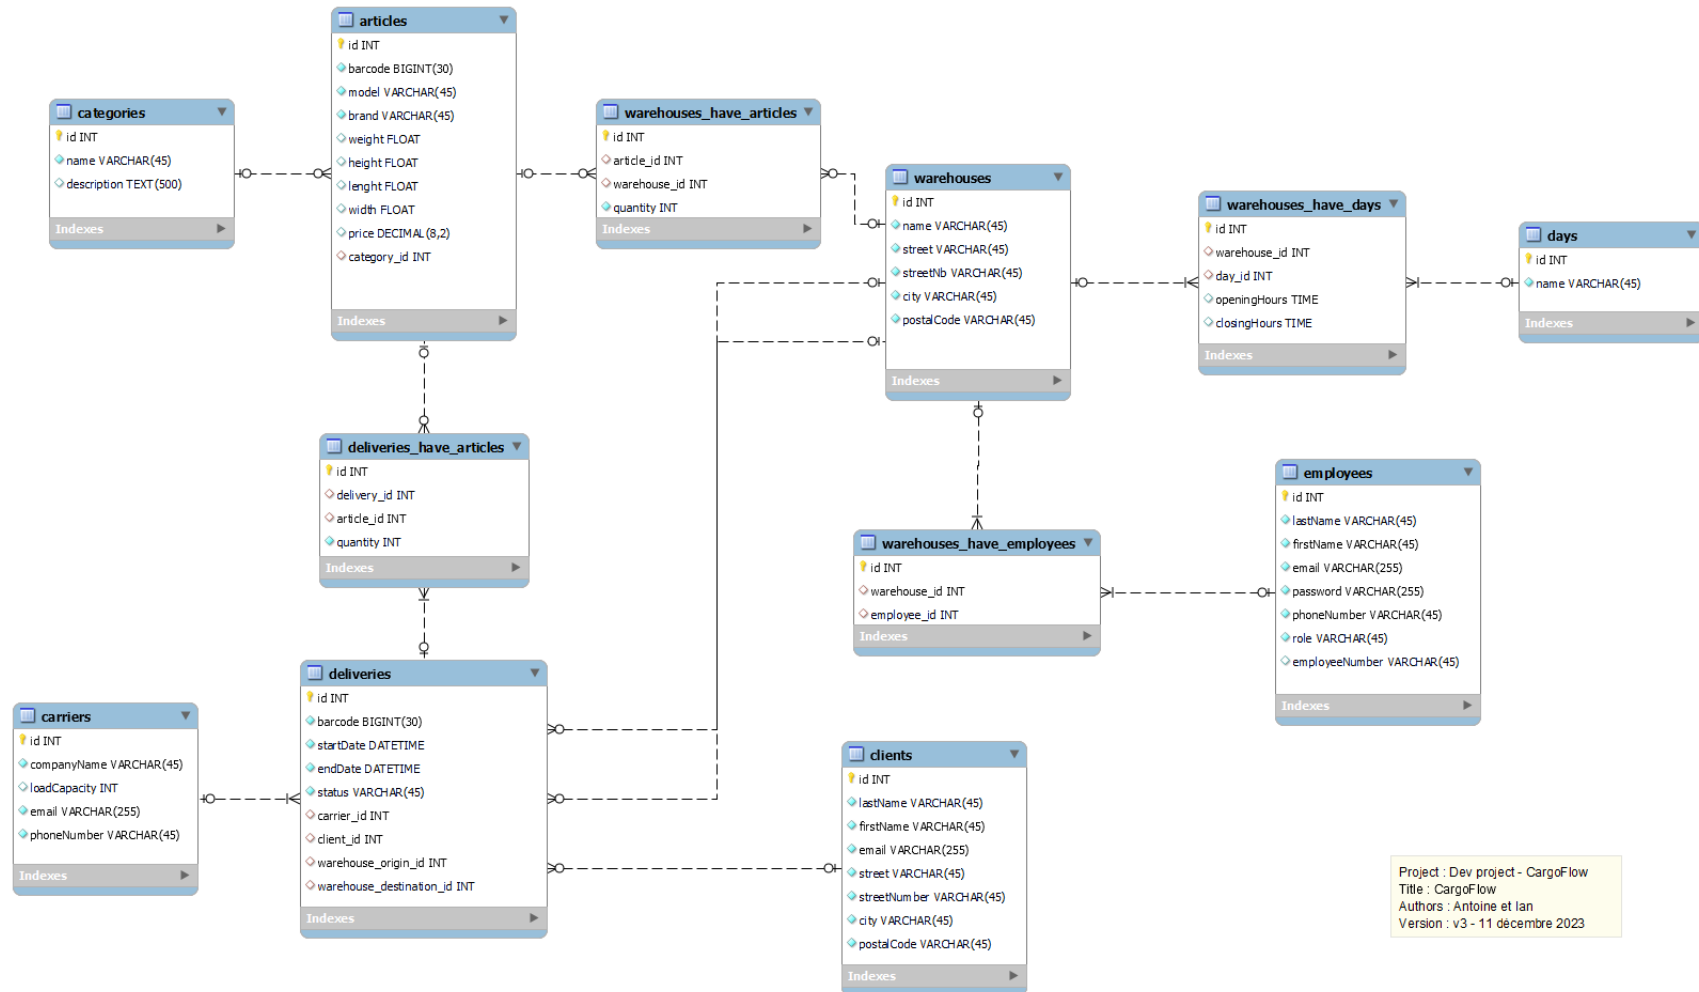 articles
id INT
barcode BIGINT(30)
model VARCHAR(45)
brand VARCHAR(45)
weight FLOAT
height FLOAT
lenght FLOAT
width FLOAT
price DECIMAL(8,2)
category_id INT
Indexes
categories
id INT
name VARCHAR(45)
description TEXT(500)
Indexes
warehouses_have_articles
id INT
article_id INT
warehouse_id INT
quantity INT
Indexes
warehouses
id INT
name VARCHAR(45)
street VARCHAR(45)
streetNb VARCHAR(45)
city VARCHAR(45)
postalCode VARCHAR(45)
Indexes
warehouses_have_days
id INT
warehouse_id INT
day_id INT
openingHours TIME
closingHours TIME
Indexes
days
id INT
name VARCHAR(45)
Indexes
deliveries_have_articles
id INT
delivery_id INT
article_id INT
quantity INT
Indexes
warehouses_have_employees
id INT
warehouse_id INT
employee_id INT
Indexes
employees
id INT
lastName VARCHAR(45)
firstName VARCHAR(45)
email VARCHAR(255)
password VARCHAR(255)
phoneNumber VARCHAR(45)
role VARCHAR(45)
employeeNumber VARCHAR(45)
Indexes
carriers
id INT
companyName VARCHAR(45)
loadCapacity INT
email VARCHAR(255)
phoneNumber VARCHAR(45)
Indexes
deliveries
id INT
barcode BIGINT(30)
startDate DATETIME
endDate DATETIME
status VARCHAR(45)
carrier_id INT
client_id INT
warehouse_origin_id INT
warehouse_destination_id INT
Indexes
clients
id INT
lastName VARCHAR(45)
firstName VARCHAR(45)
email VARCHAR(255)
street VARCHAR(45)
streetNumber VARCHAR(45)
city VARCHAR(45)
postalCode VARCHAR(45)
Indexes
Project : Dev project - CargoFlow
Title : CargoFlow
Authors : Antoine et Ian
Version : v3 - 11 décembre 2023